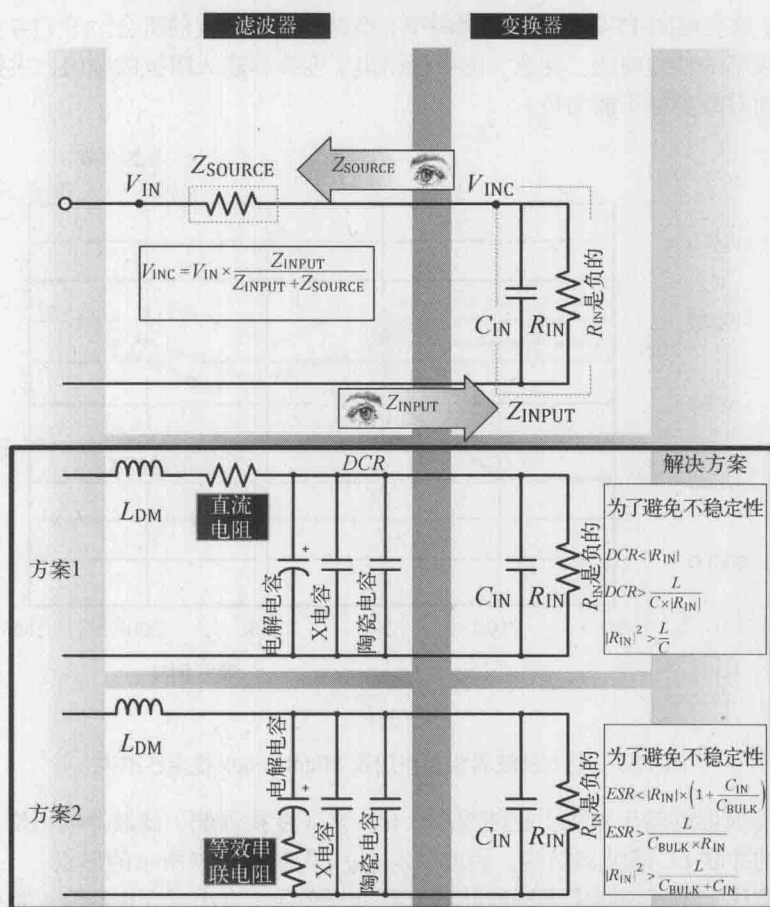 滤波器
变换器
ZSOURCE
ZSOURCE
VIN
VINC
VINC = VIN × ZINPUT / (ZINPUT + ZSOURCE)
CIN
RIN
RIN是负的
ZINPUT
ZINPUT
解决方案
方案1
LDM
直流
电阻
DCR
电解电容
+
X电容
陶瓷电容
CIN
RIN
RIN是负的
为了避免不稳定性
DCR<|RIN|
DCR> L / (C×|RIN|)
|RIN|² > L / C
方案2
LDM
电解电容
+
等效串
联电阻
X电容
陶瓷电容
CIN
RIN
RIN是负的
为了避免不稳定性
ESR<|RIN|×(1+ CIN / CBULK)
ESR> L / (CBULK×RIN)
|RIN|² > L / (CBULK+CIN)